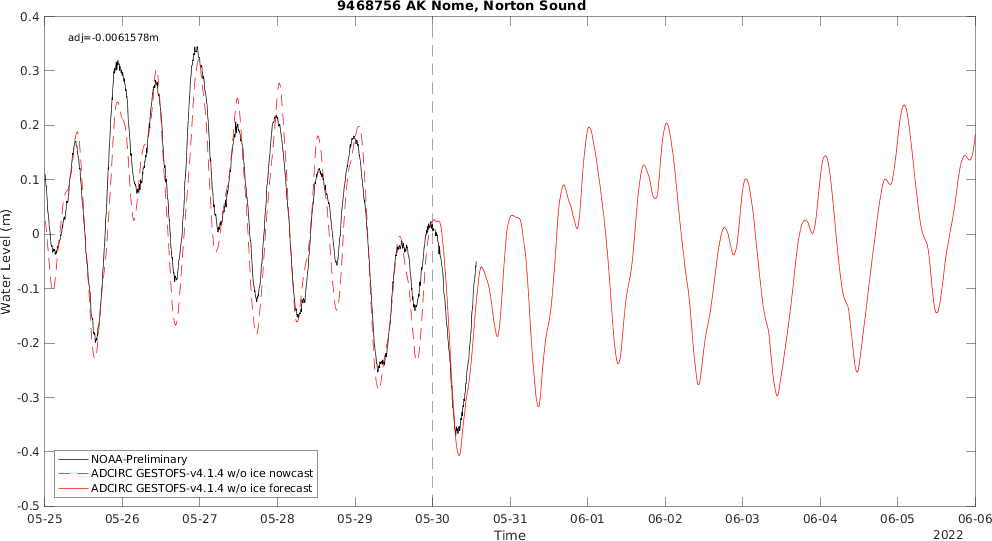 9468756 AK Nome, Norton Sound
adj=-0.0061578m
0.4
0.3
0.2
0.1
0
-0.1
-0.2
-0.3
-0.4
-0.5
Water Level (m)
NOAA-Preliminary
ADCIRC GESTOFS-v4.1.4 w/o ice nowcast
ADCIRC GESTOFS-v4.1.4 w/o ice forecast
05-25 05-26 05-27 05-28 05-29 05-30 05-31 06-01 06-02 06-03 06-04 06-05 06-06
Time
2022